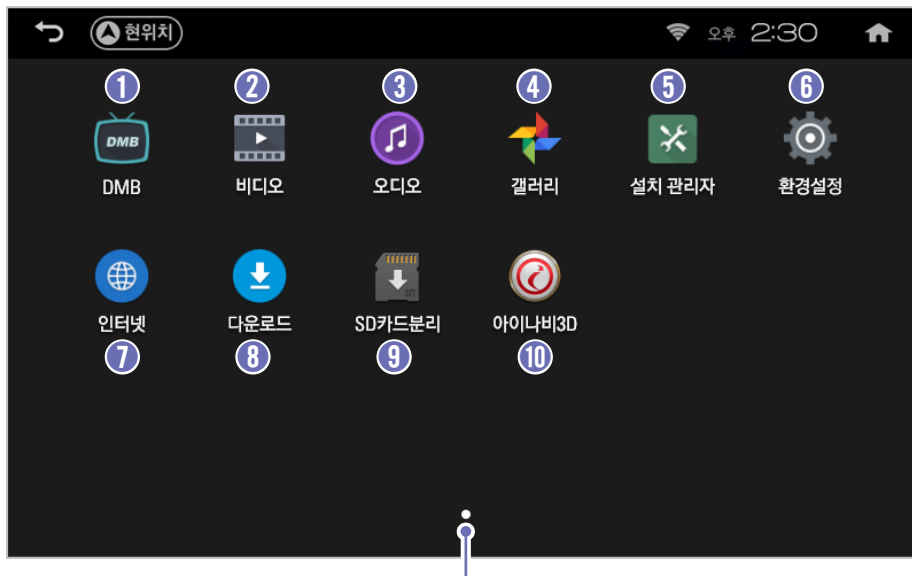 현위치 오후 2:30
1 2 3 4 5 6
DMB
DMB 비디오 오디오 갤러리 설치 관리자 환경설정
SD
인터넷 다운로드 SD카드분리 아이나비3D
7 8 9 10